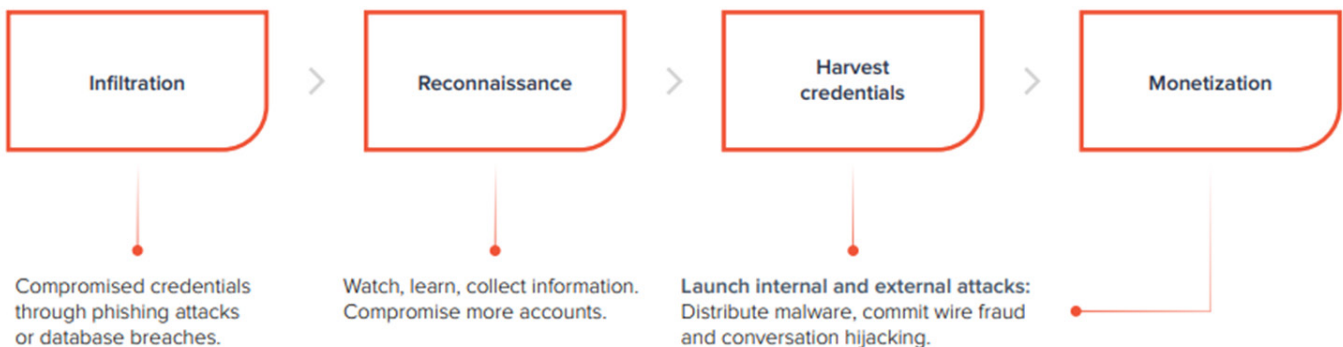 Infiltration
Reconnaissance
Harvest
credentials
Monetization
Compromised credentials
through phishing attacks
or database breaches.
Watch, learn, collect information.
Compromise more accounts.
Launch internal and external attacks:
Distribute malware, commit wire fraud
and conversation hijacking.